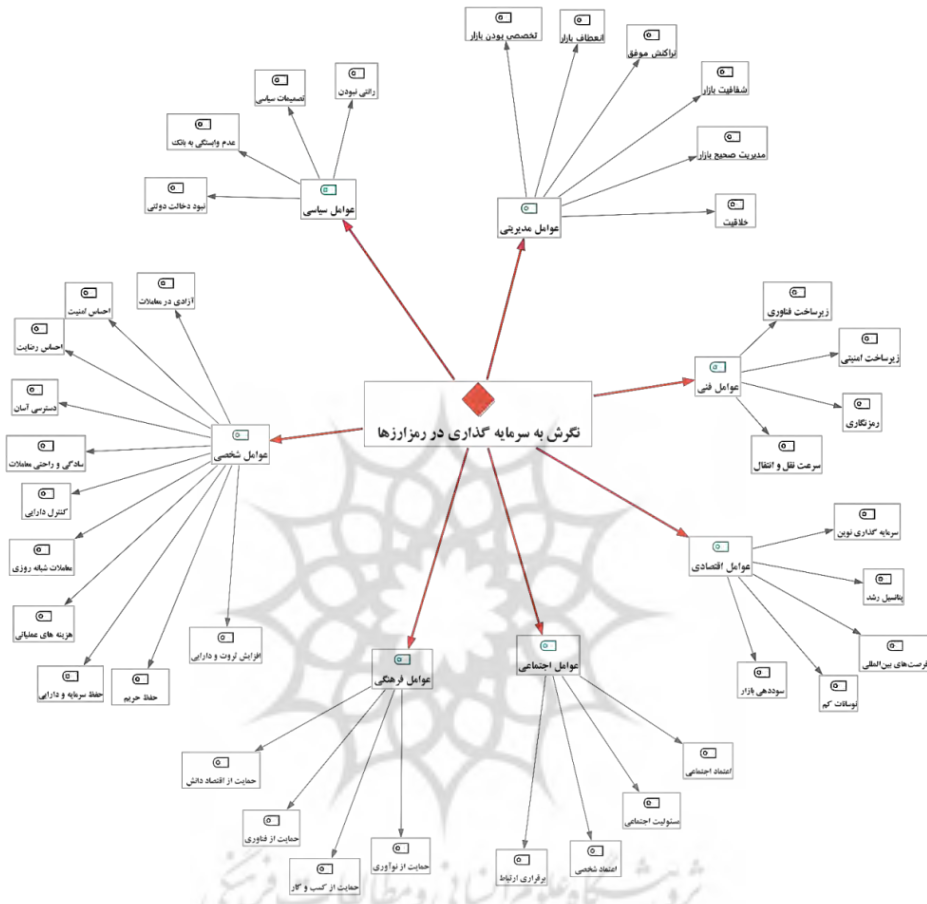 تخصصی بودن بازار
انعطاف بازار
تراکنش موفق
شفافیت بازار
مدیریت صحیح بازار
خلاقیت
عوامل مدیریتی
رانتی نبودن
تصمیمات سیاسی
عدم وابستگی به بانک
نبود دخالت دولتی
عوامل سیاسی
زیرساخت فناوری
زیرساخت امنیتی
رمزنگاری
سرعت نقل و انتقال
عوامل فنی
نگرش به سرمایه گذاری در رمزارزها
آزادی در معاملات
احساس امنیت
احساس رضایت
دسترسی آسان
سادگی و راحتی معاملات
کنترل دارایی
معاملات شبانه روزی
هزینه های عملیاتی
حفظ سرمایه و دارایی
حفظ حریم
افزایش ثروت و دارایی
عوامل شخصی
سرمایه گذاری نوین
پتانسیل رشد
فرصت‌های بین‌المللی
نوسانات کم
سوددهی بازار
عوامل اقتصادی
عوامل اجتماعی
اعتماد اجتماعی
مسئولیت اجتماعی
اعتماد شخصی
برقراری ارتباط
عوامل فرهنگی
حمایت از اقتصاد دانش
حمایت از فناوری
حمایت از کسب و کار
حمایت از نوآوری
پژوهشگاه علوم انسانی و مطالعات فرهنگی